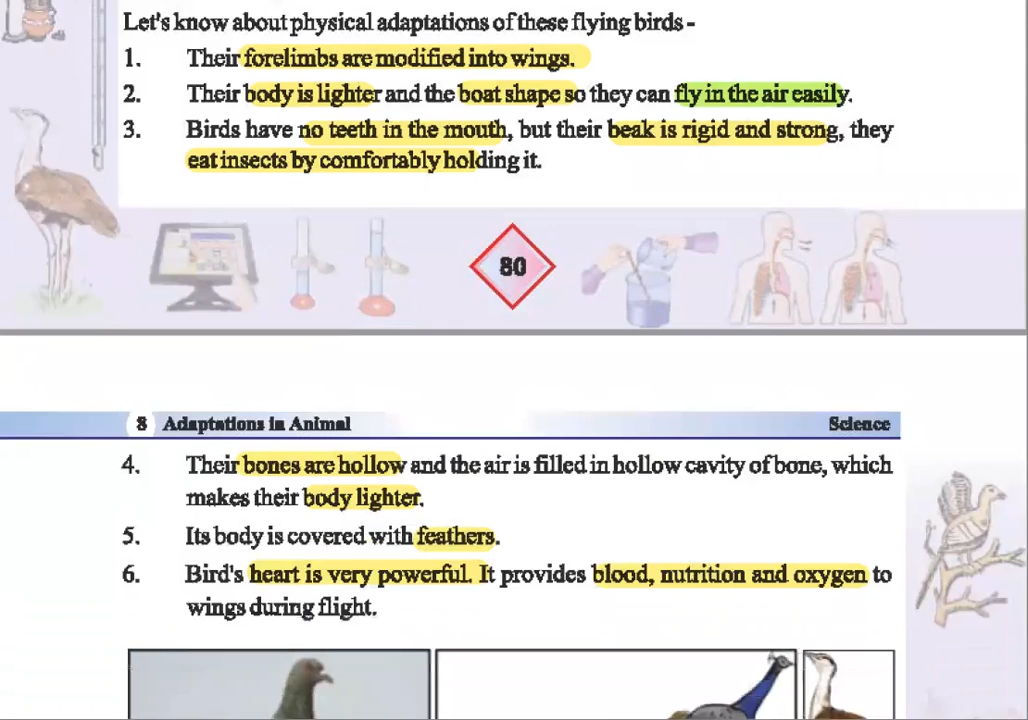 Let's know about physical adaptations of these flying birds -
1. Their forelimbs are modified into wings.
2. Their body is lighter and the boat shape so they can fly in the air easily.
3. Birds have no teeth in the mouth, but their beak is rigid and strong, they
eat insects by comfortably holding it.
80
8 Adaptations in Animal Science
4. Their bones are hollow and the air is filled in hollow cavity of bone, which
makes their body lighter.
5. Its body is covered with feathers.
6. Bird's heart is very powerful. It provides blood, nutrition and oxygen to
wings during flight.